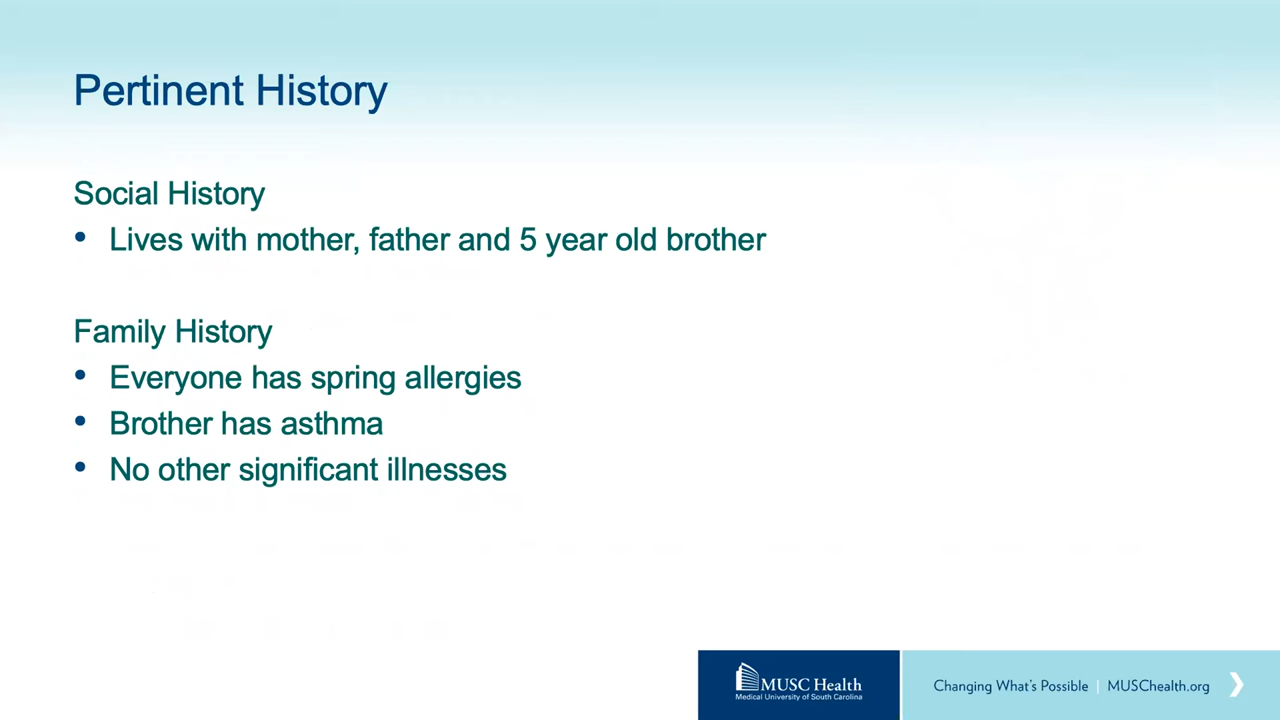 Pertinent History
Social History
• Lives with mother, father and 5 year old brother
Family History
• Everyone has spring allergies
• Brother has asthma
• No other significant illnesses
MUSC Health
Medical University of South Carolina
Changing What's Possible | MUSChealth.org